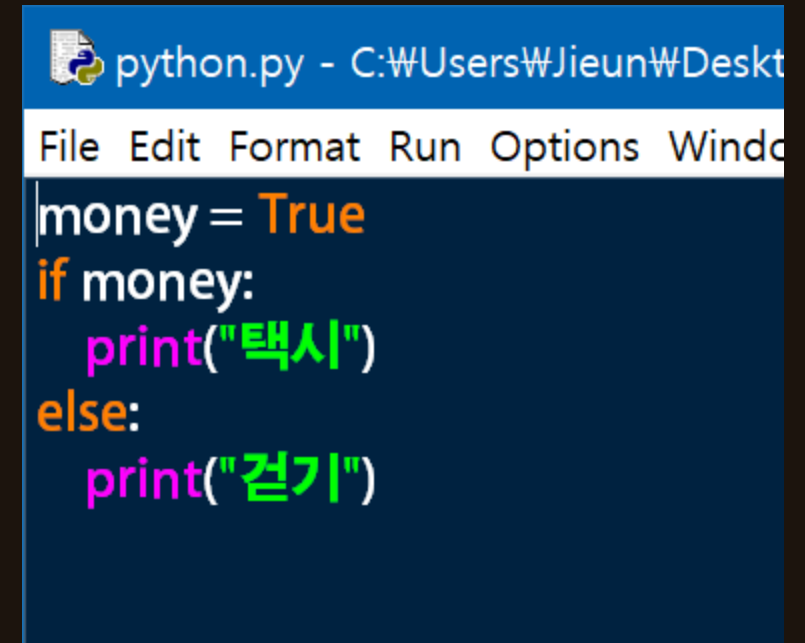 python.py - C:₩Users₩Jieun₩Deskt
File Edit Format Run Options Windo
money = True
if money:
    print("택시")
else:
    print("걷기")